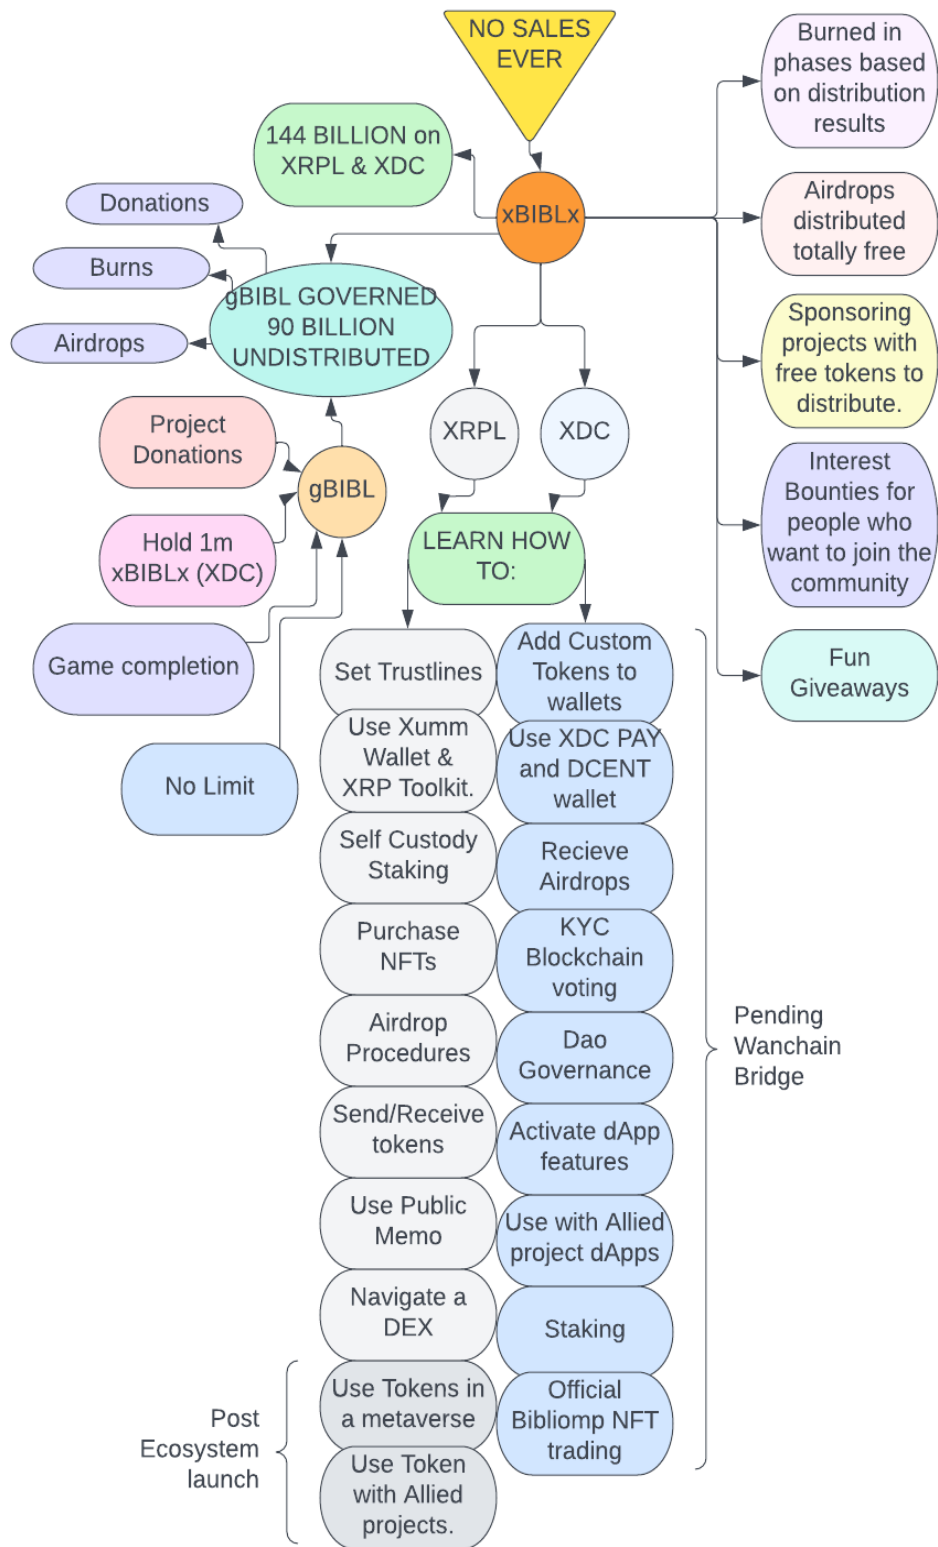 NO SALES
EVER
144 BILLION on
XRPL & XDC
xBIBLx
Burned in
phases based
on distribution
results
Airdrops
distributed
totally free
Sponsoring
projects with
free tokens to
distribute.
Interest
Bounties for
people who
want to join the
community
Fun
Giveaways
Donations
Burns
Airdrops
gBIBL GOVERNED
90 BILLION
UNDISTRIBUTED
Project
Donations
Hold 1m
xBIBLx (XDC)
gBIBL
Game completion
No Limit
XRPL
XDC
LEARN HOW
TO:
Set Trustlines
Use Xumm
Wallet &
XRP Toolkit.
Self Custody
Staking
Purchase
NFTs
Airdrop
Procedures
Send/Receive
tokens
Use Public
Memo
Navigate a
DEX
Use Tokens in
a metaverse
Use Token
with Allied
projects.
Post
Ecosystem
launch
Add Custom
Tokens to
wallets
Use XDC PAY
and DCENT
wallet
Recieve
Airdrops
KYC
Blockchain
voting
Dao
Governance
Activate dApp
features
Use with Allied
project dApps
Staking
Official
Bibliomp NFT
trading
Pending
Wanchain
Bridge